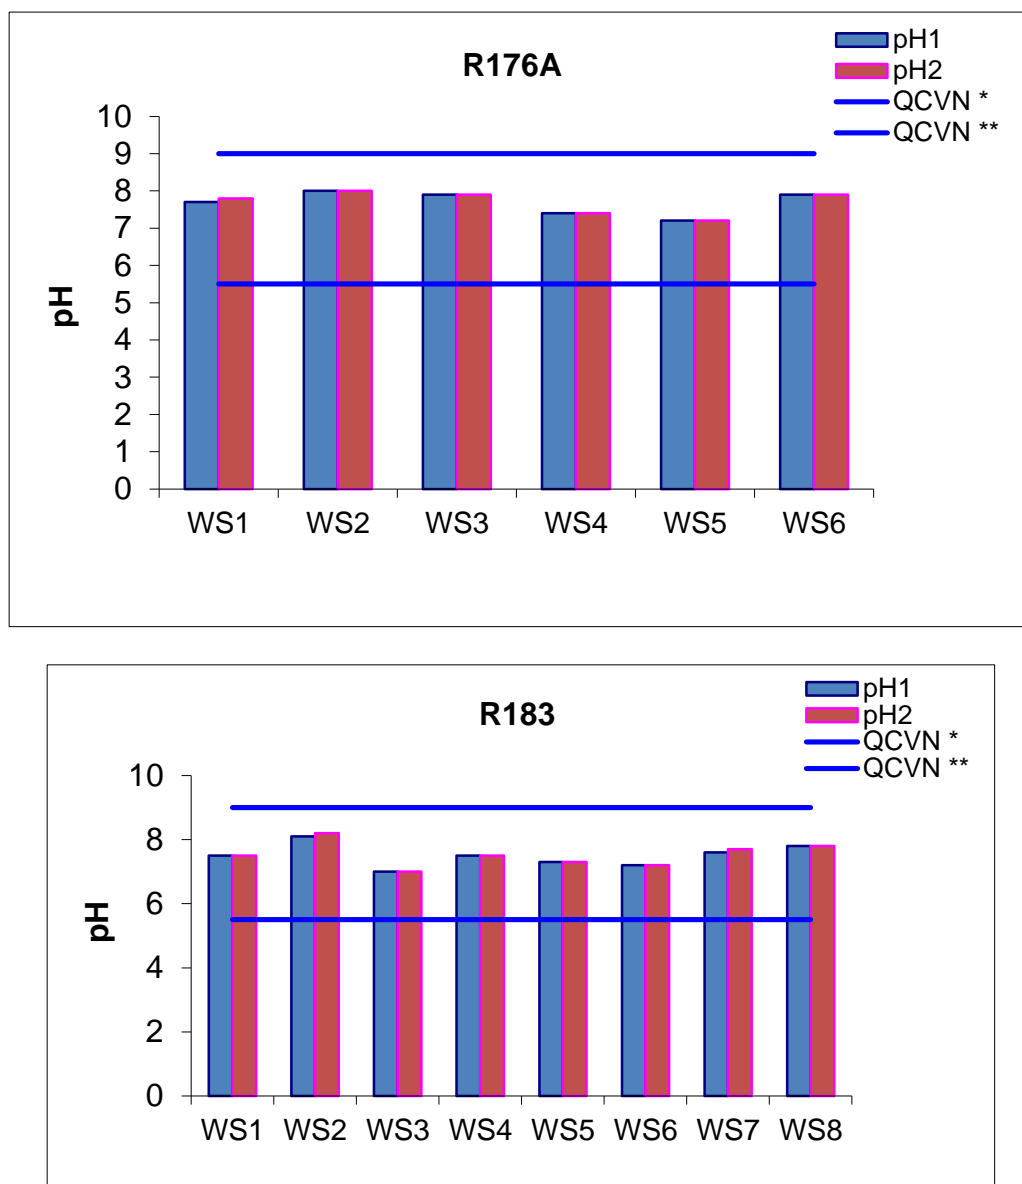 R176A
pH1
pH2
QCVN *
QCVN **
10
9
8
7
6
5
4
3
2
1
0
pH
WS1 WS2 WS3 WS4 WS5 WS6
R183
pH1
pH2
QCVN *
QCVN **
10
8
6
4
2
0
pH
WS1 WS2 WS3 WS4 WS5 WS6 WS7 WS8